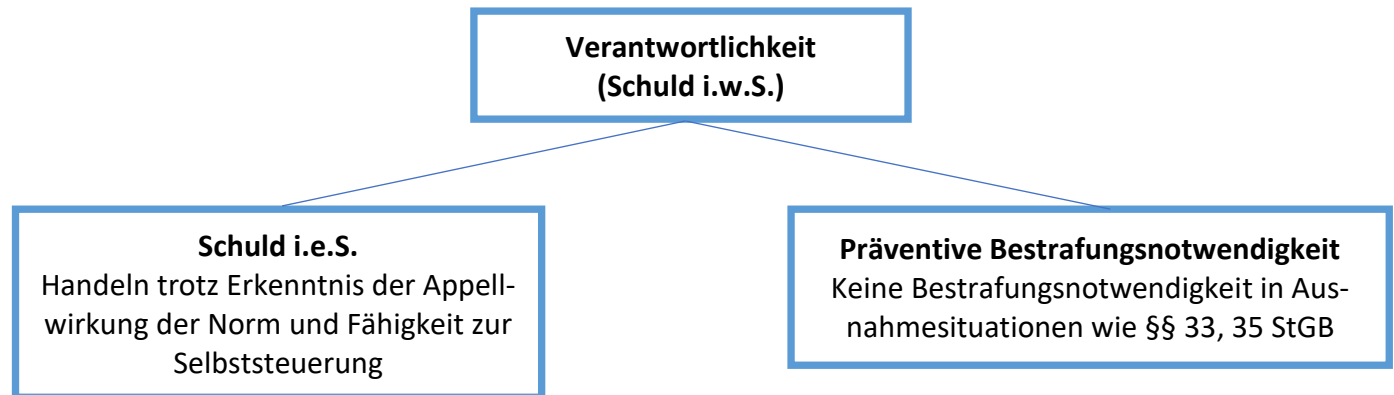 Verantwortlichkeit
(Schuld i.w.S.)
Schuld i.e.S.
Handeln trotz Erkenntnis der Appell-
wirkung der Norm und Fähigkeit zur
Selbststeuerung
Präventive Bestrafungsnotwendigkeit
Keine Bestrafungsnotwendigkeit in Aus-
nahmesituationen wie §§ 33, 35 StGB